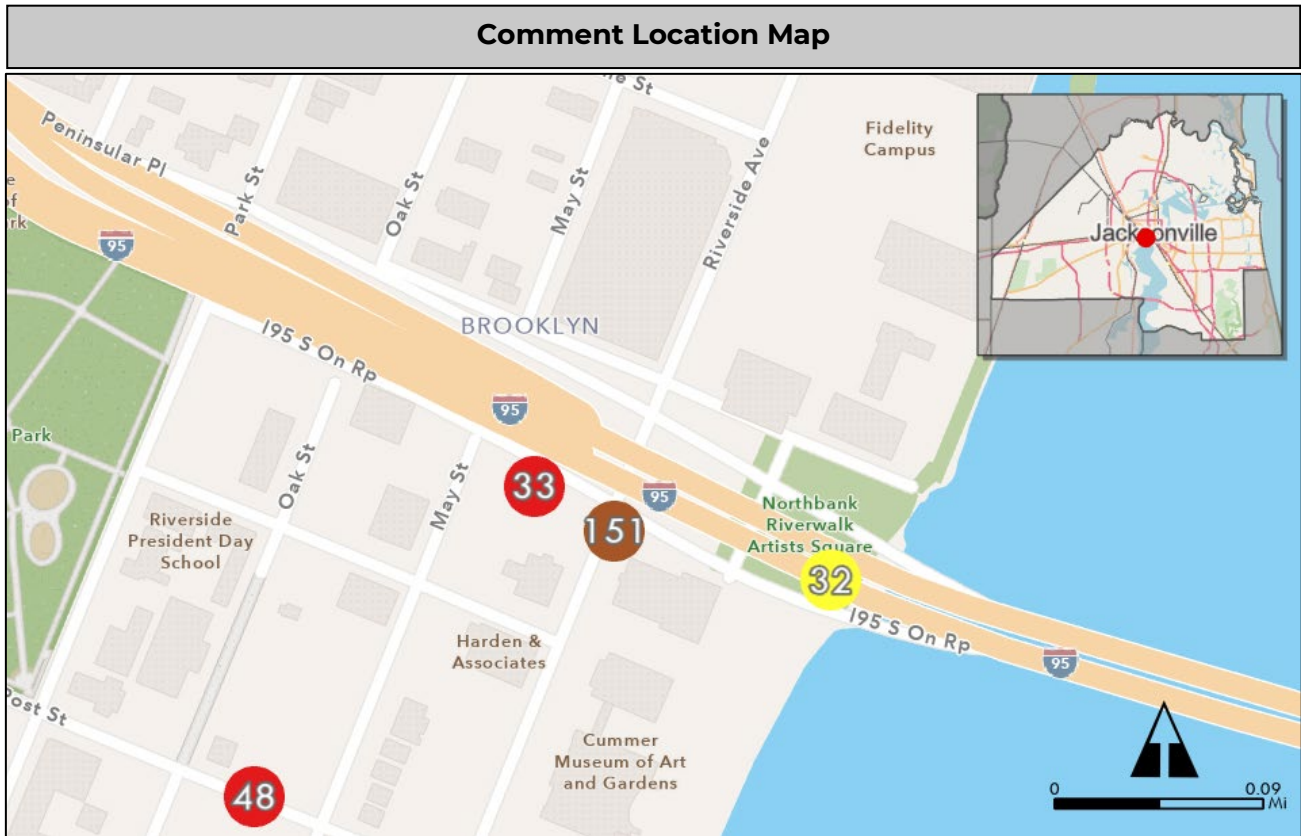 Comment Location Map
Peninsular Pl
Park St
Oak St
May St
Riverside Ave
St
Fidelity
Campus
Jacksonville
95
I95 S On Rp
BROOKLYN
95
Park
Oak St
May St
33
151
95
Northbank
Riverwalk
Artists Square
32
I95 S On Rp
95
Riverside
President Day
School
Harden &
Associates
Cummer
Museum of Art
and Gardens
Post St
48
0
0.09
Mi